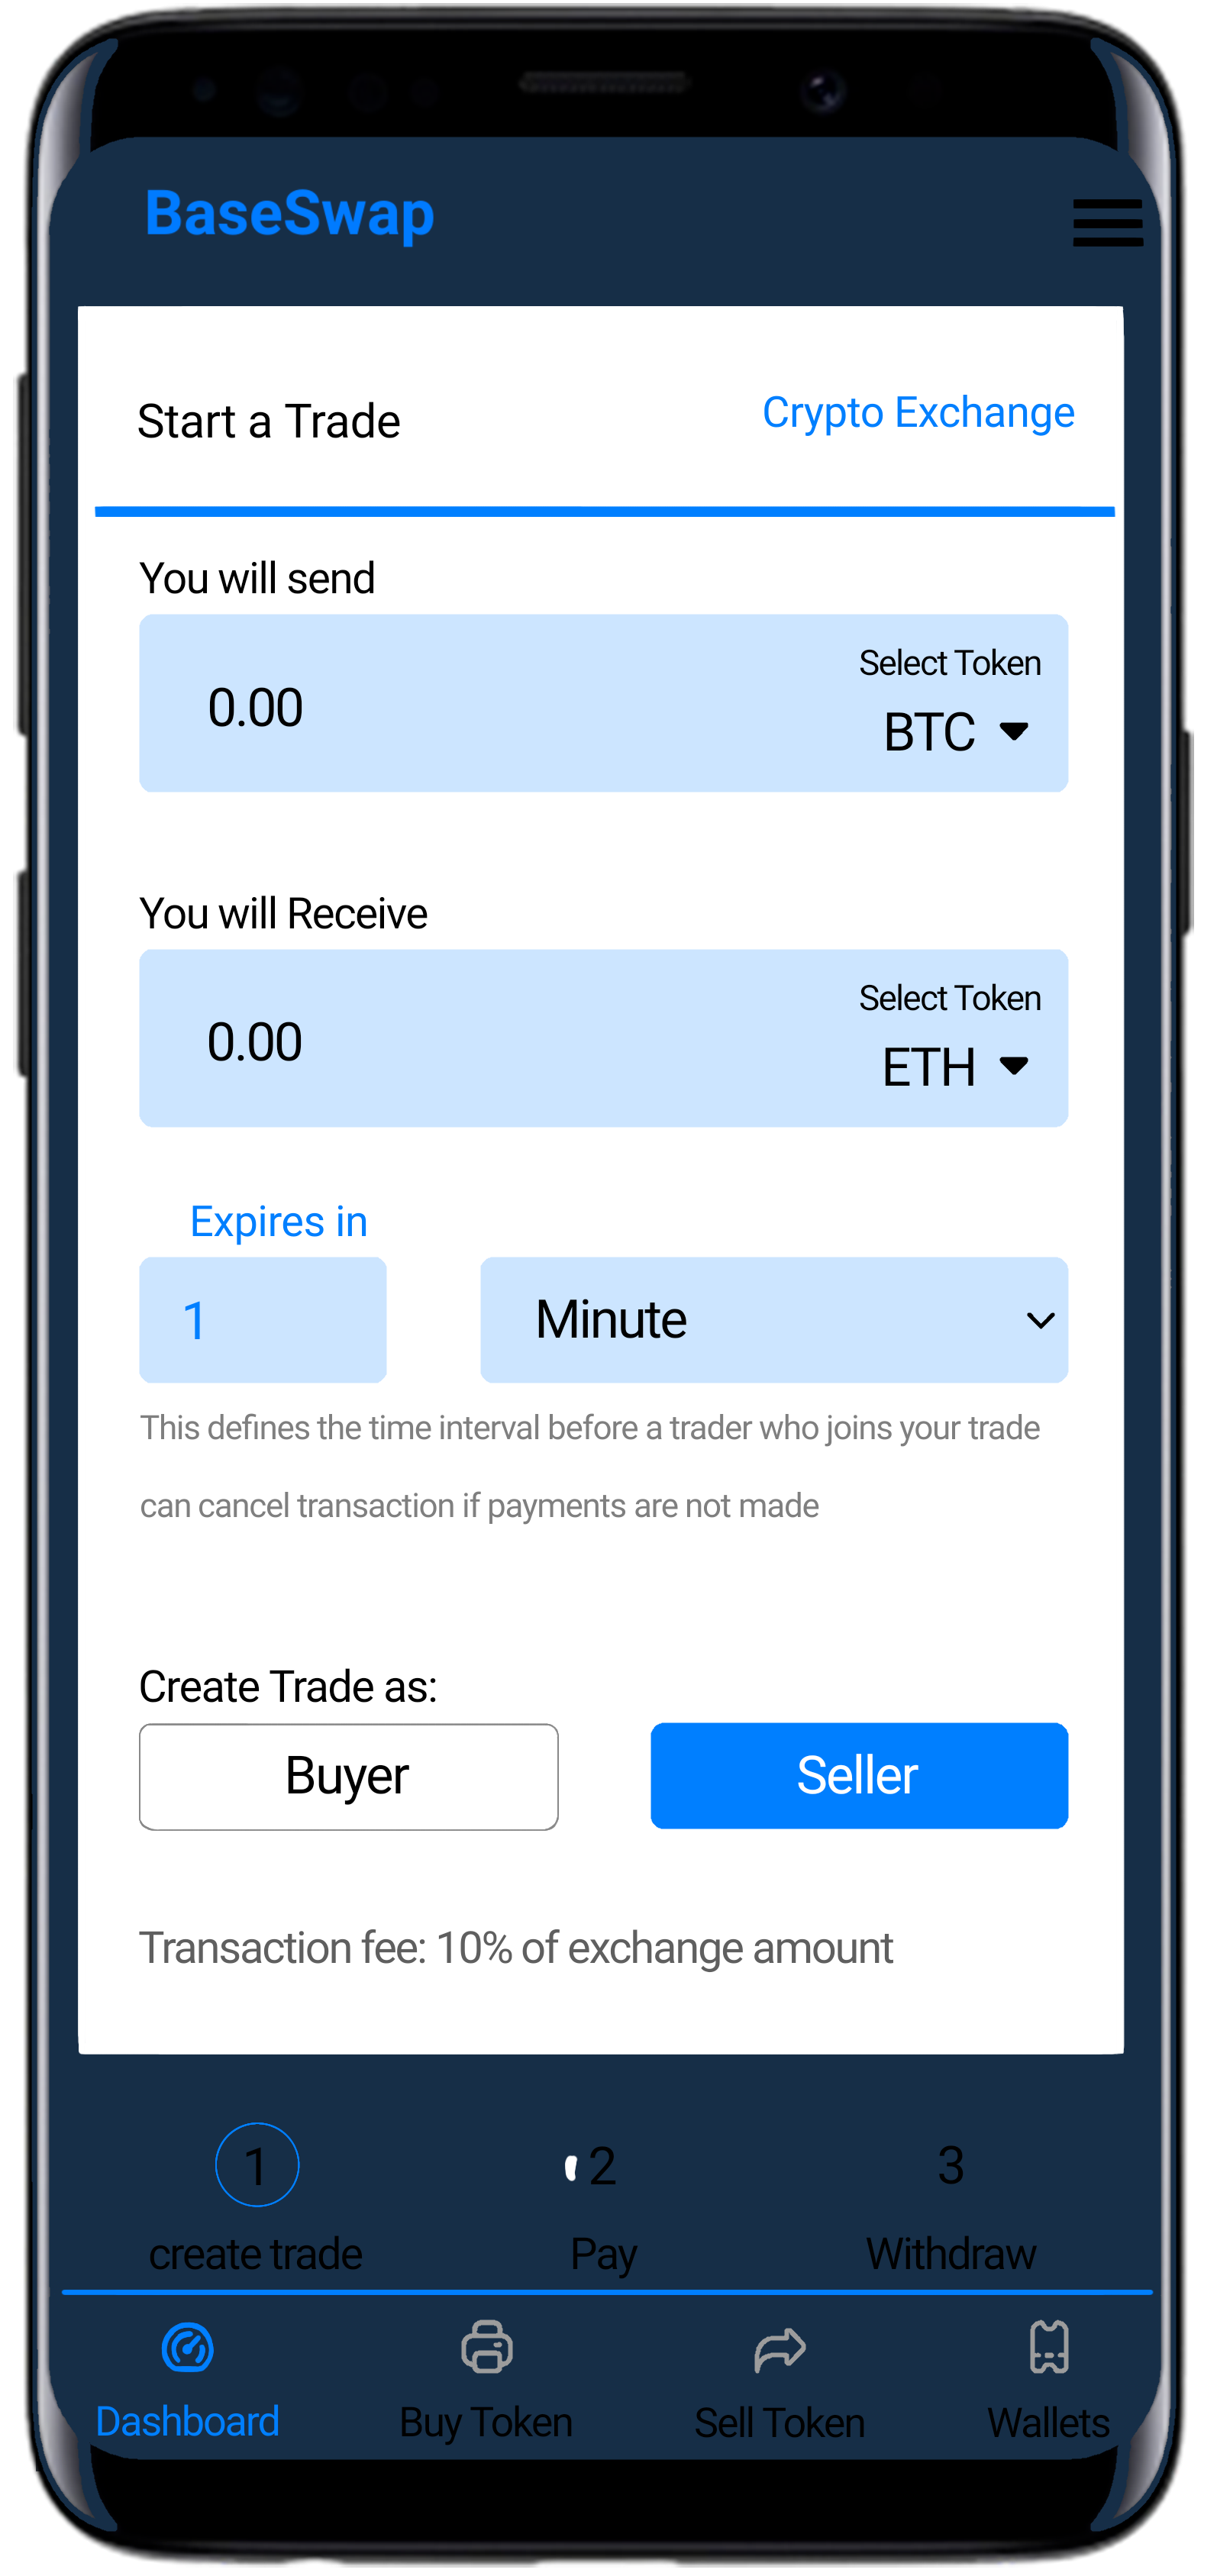 BaseSwap
Start a Trade
Crypto Exchange
You will send
Select Token
0.00
BTC
You will Receive
Select Token
0.00
ETH
Expires in
1
Minute
This defines the time interval before a trader who joins your trade
can cancel transaction if payments are not made
Create Trade as:
Buyer
Seller
Transaction fee: 10% of exchange amount
1
2
3
create trade
Pay
Withdraw
Dashboard
Buy Token
Sell Token
Wallets